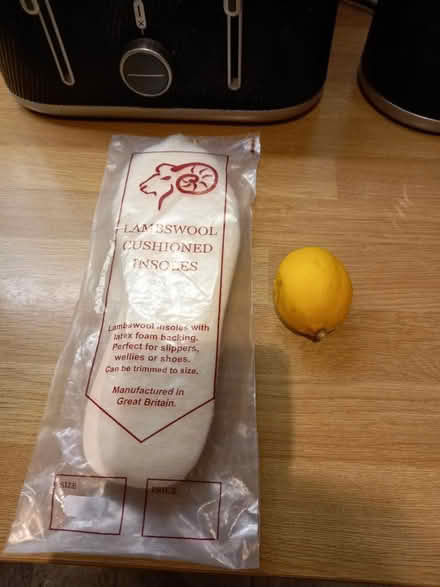 LAMBSWOOL
CUSHIONED
INSOLES
Lambswool insoles with
latex foam backing.
Perfect for slippers,
wellies or shoes.
Can be trimmed to size.
Manufactured in
Great Britain.
SIZE
PRICE